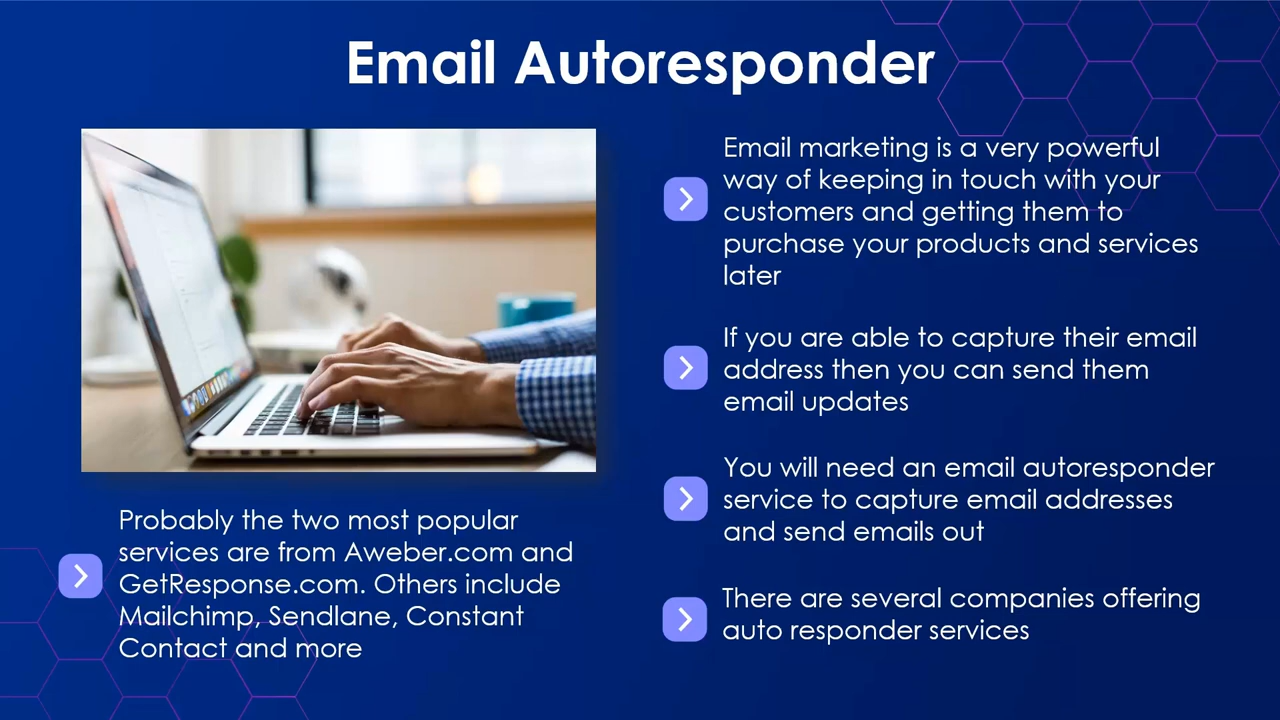 Email Autoresponder
Email marketing is a very powerful
way of keeping in touch with your
customers and getting them to
purchase your products and services
later
If you are able to capture their email
address then you can send them
email updates
You will need an email autoresponder
service to capture email addresses
and send emails out
There are several companies offering
auto responder services
Probably the two most popular
services are from Aweber.com and
GetResponse.com. Others include
Mailchimp, Sendlane, Constant
Contact and more